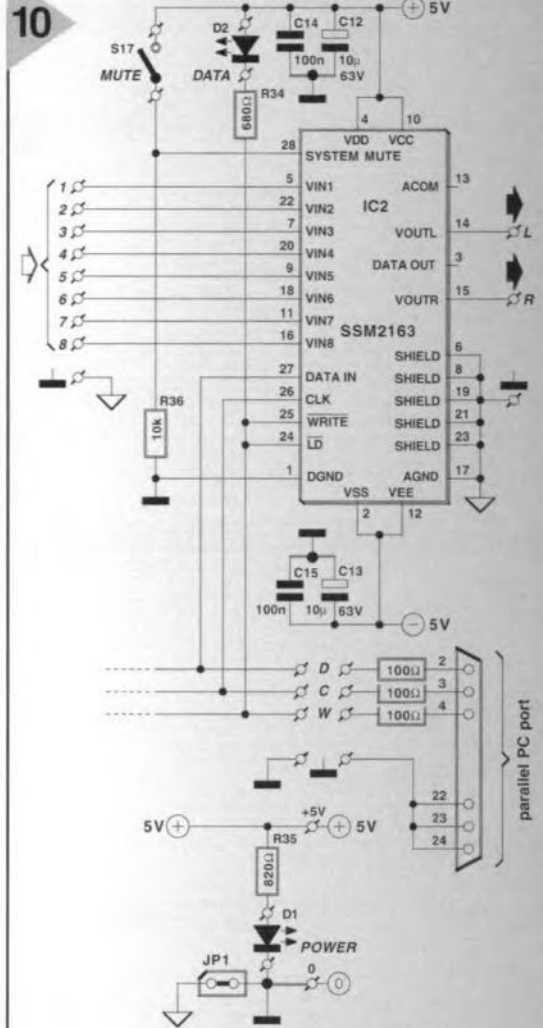 10
5V
S17
D2
C14
C12
100n
10µ
63V
MUTE
DATA
R34
680Ω
4
10
VDD
VCC
28
SYSTEM MUTE
1
5
VIN1
ACOM
13
IC2
2
22
VIN2
3
7
VIN3
VOUTL
14
L
4
20
VIN4
DATA OUT
3
5
9
VIN5
6
18
VIN6
VOUTR
15
R
7
11
VIN7
8
16
VIN8
SSM2163
SHIELD
6
27
DATA IN
SHIELD
8
26
CLK
SHIELD
19
25
WRITE
SHIELD
21
24
LD
SHIELD
23
R36
10k
1
DGND
AGND
17
VSS
VEE
2
12
C15
C13
100n
10µ
63V
5V
D
100Ω
2
C
100Ω
3
W
100Ω
4
parallel PC port
22
23
24
5V
+5V
5V
R35
820Ω
D1
POWER
JP1
0
0